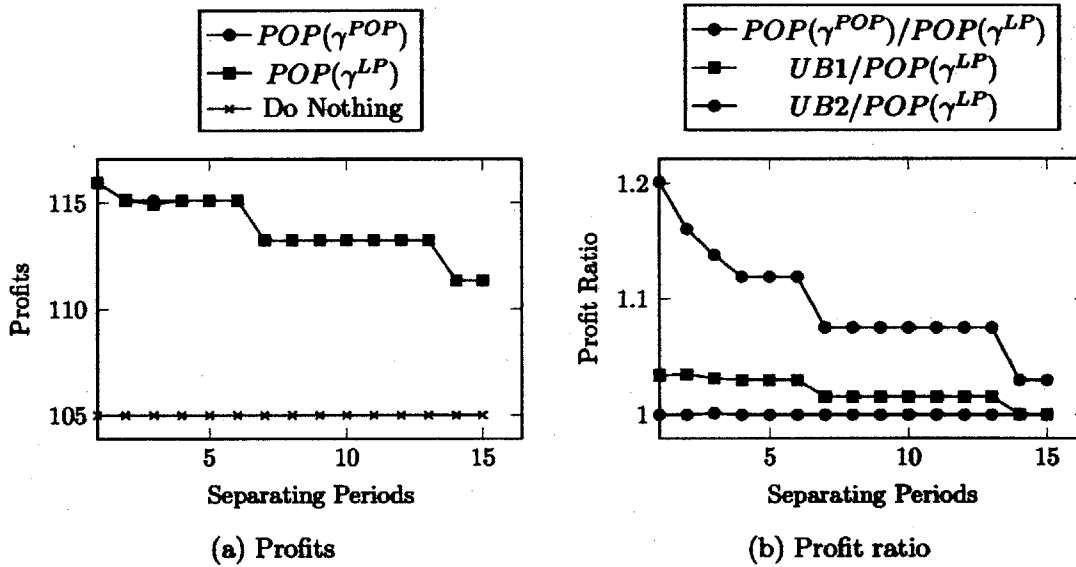 POP(γ^{POP})
POP(γ^{LP})
Do Nothing
115
110
105
Profits
5 10 15
Separating Periods
(a) Profits
POP(γ^{POP})/POP(γ^{LP})
UB1/POP(γ^{LP})
UB2/POP(γ^{LP})
1.2
1.1
1
Profit Ratio
5 10 15
Separating Periods
(b) Profit ratio